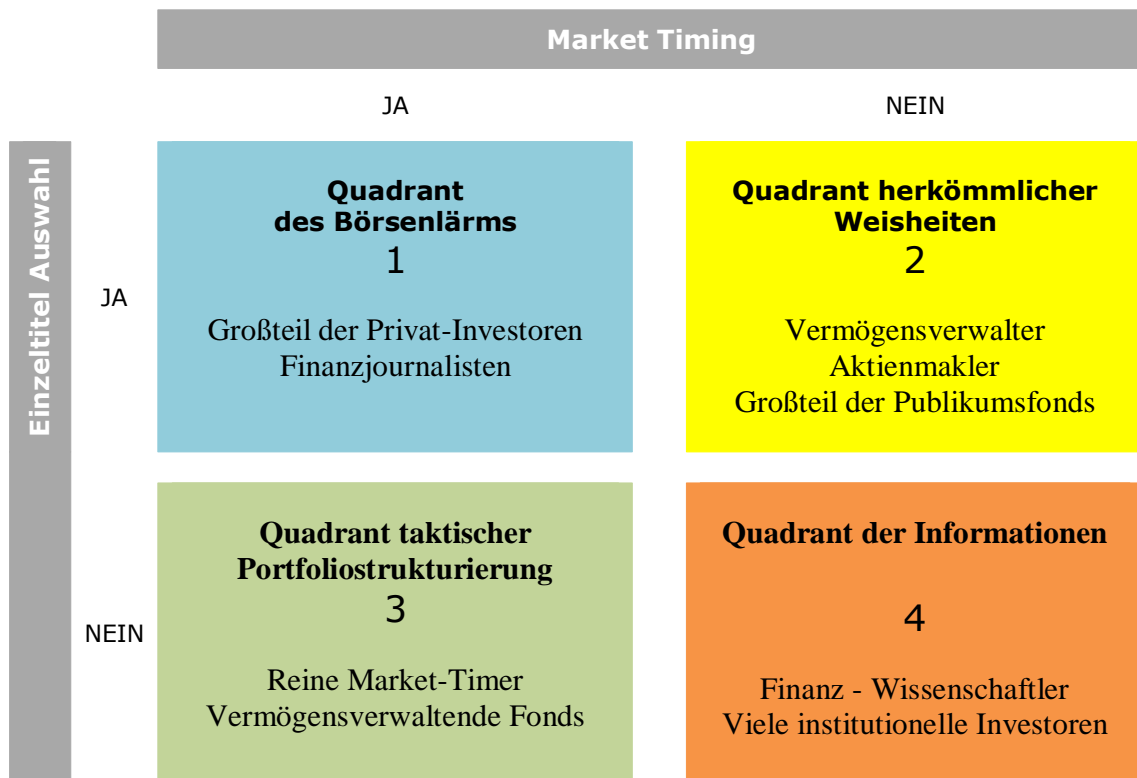 Market Timing
JA
NEIN
Einzeltitel Auswahl
JA
Quadrant
des Börsenlärms
1
Großteil der Privat-Investoren
Finanzjournalisten
Quadrant herkömmlicher
Weisheiten
2
Vermögensverwalter
Aktienmakler
Großteil der Publikumsfonds
NEIN
Quadrant taktischer
Portfoliostrukturierung
3
Reine Market-Timer
Vermögensverwaltende Fonds
Quadrant der Informationen
4
Finanz - Wissenschaftler
Viele institutionelle Investoren